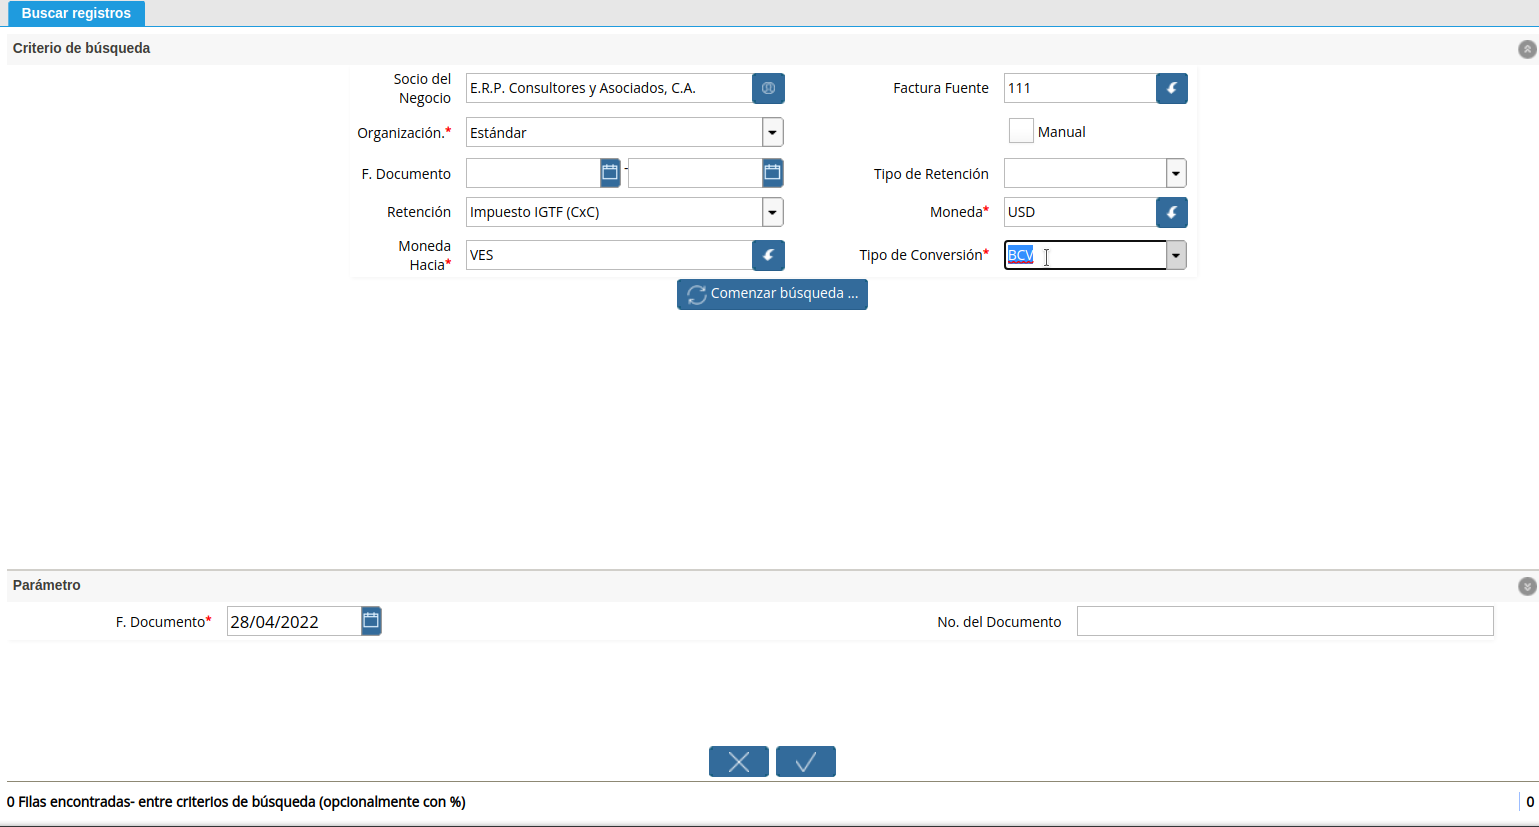 Buscar registros
Criterio de búsqueda
Socio del Negocio E.R.P. Consultores y Asociados, C.A. Factura Fuente 111
Organización.* Estándar Manual
F. Documento - Tipo de Retención
Retención Impuesto IGTF (CxC) Moneda* USD
Moneda Hacia* VES Tipo de Conversión* BCV
Comenzar búsqueda ...
Parámetro
F. Documento* 28/04/2022 No. del Documento
0 Filas encontradas- entre criterios de búsqueda (opcionalmente con %) 0